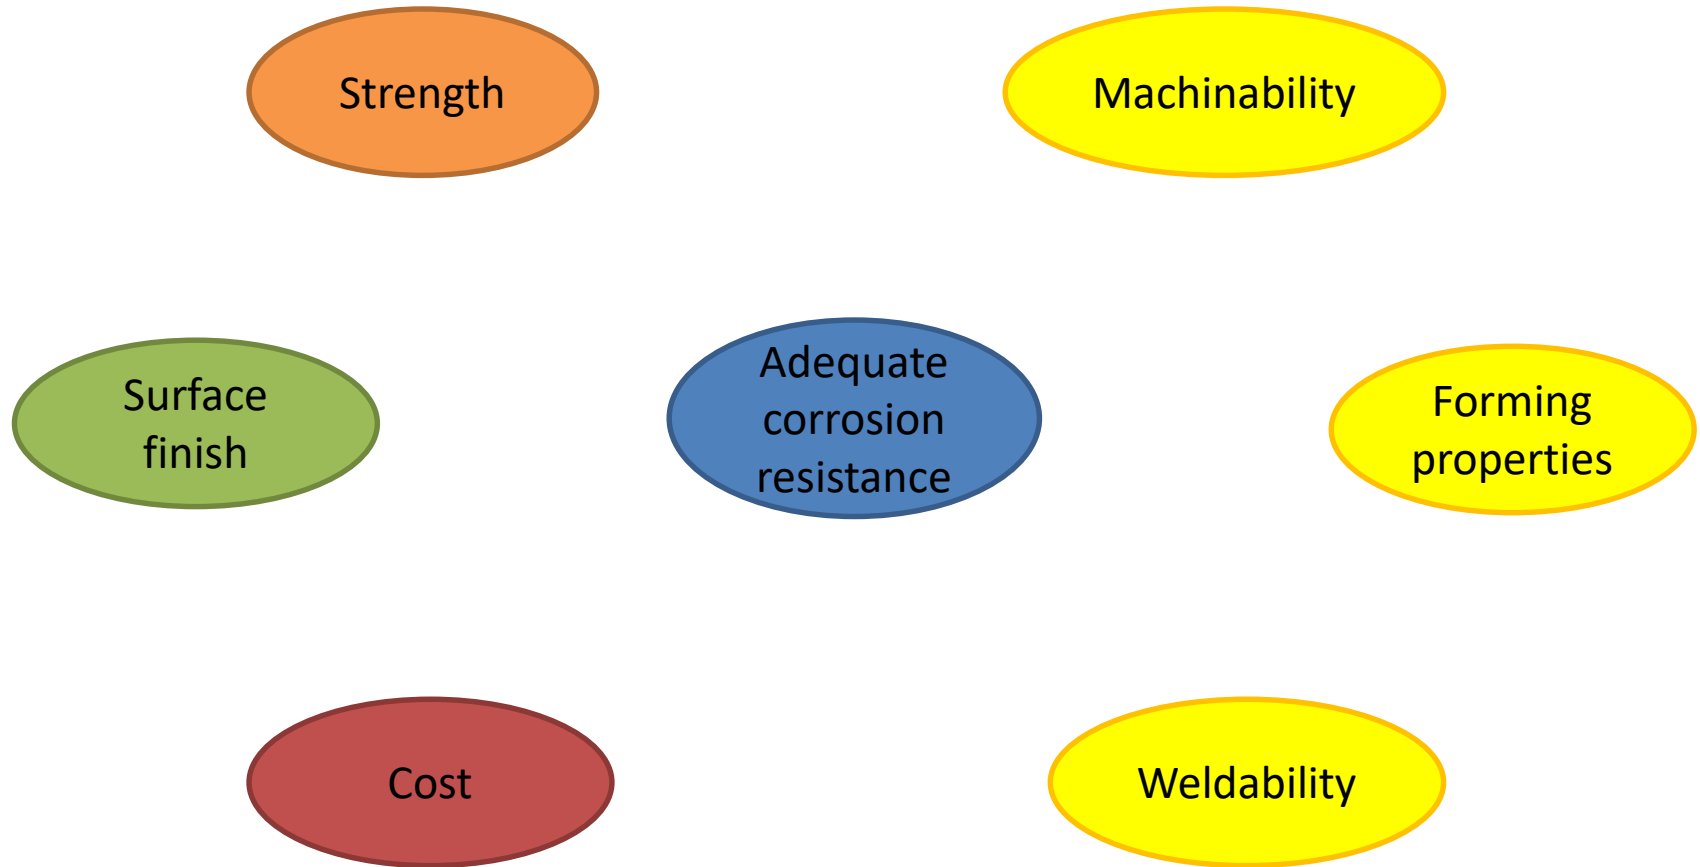 Strength
Machinability
Surface
finish
Adequate
corrosion
resistance
Forming
properties
Cost
Weldability